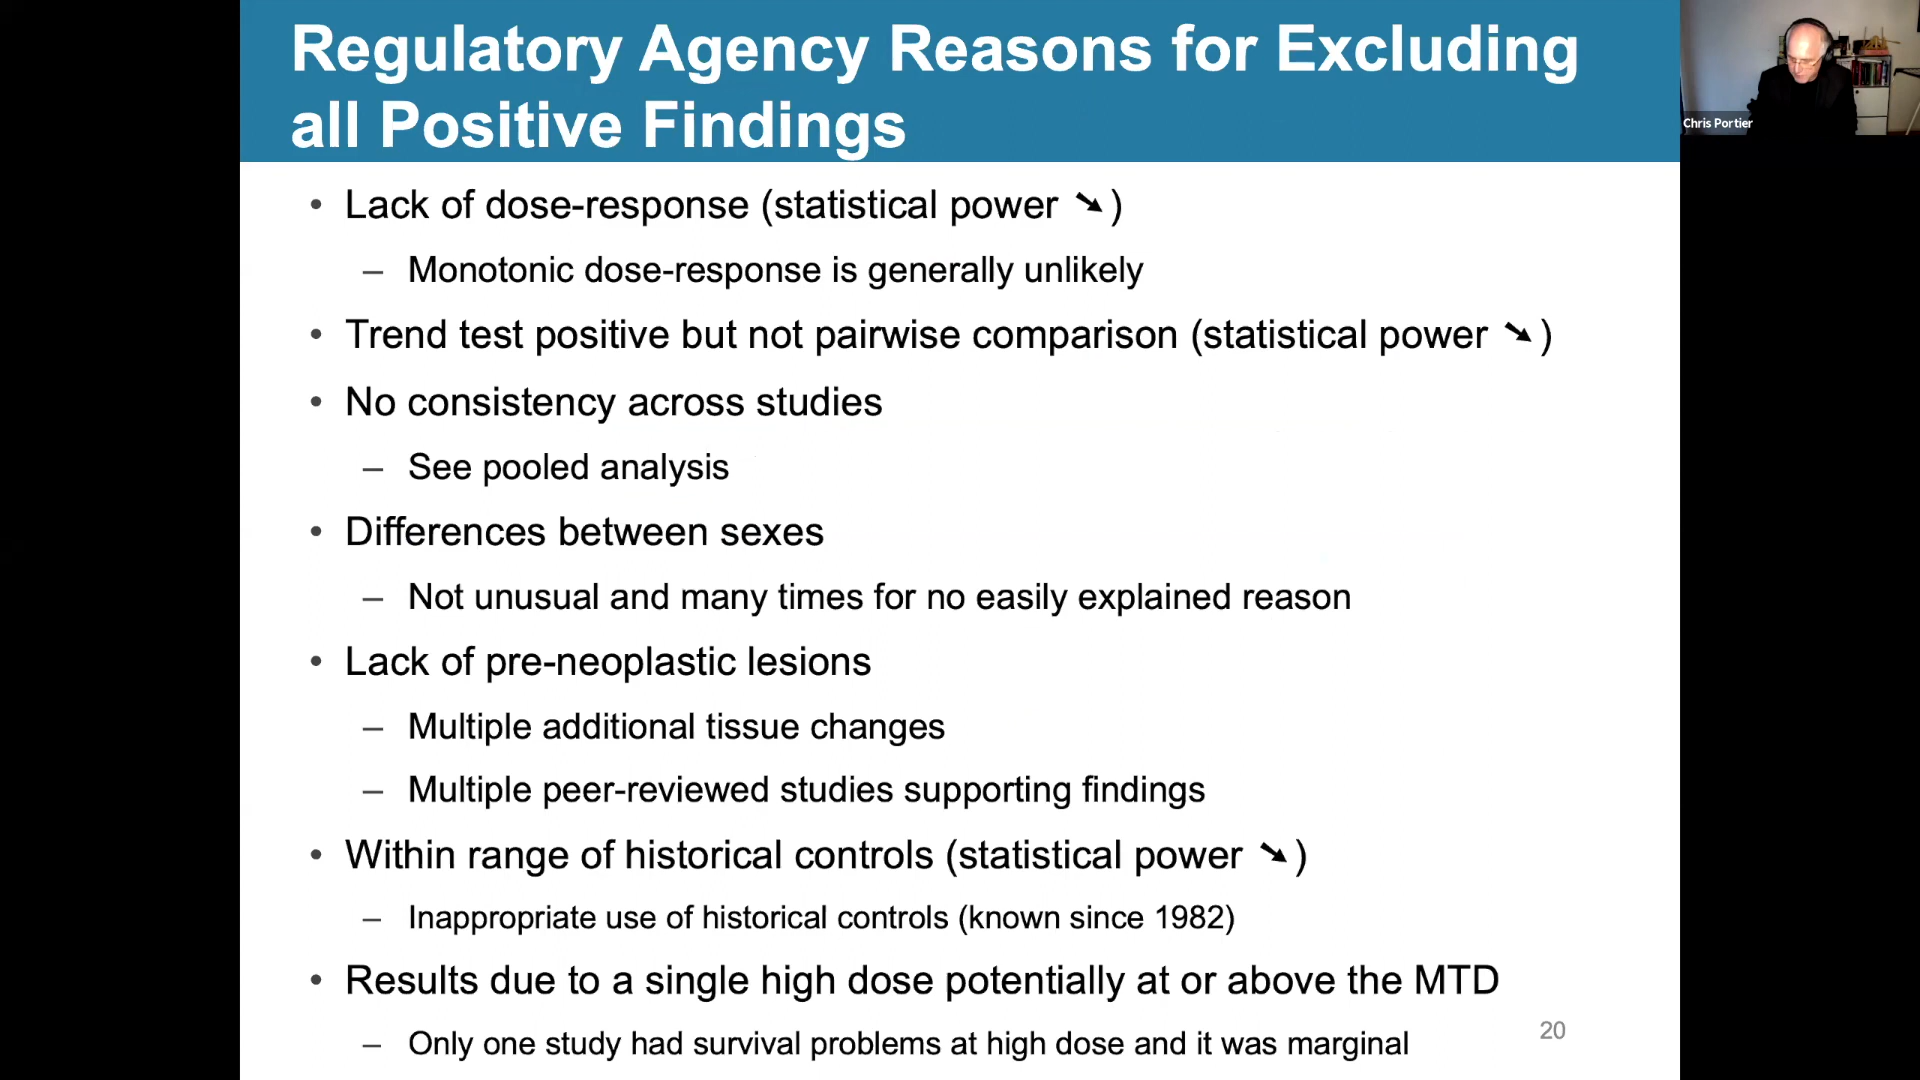 Regulatory Agency Reasons for Excluding
all Positive Findings
Chris Portier
• Lack of dose-response (statistical power ➘)
– Monotonic dose-response is generally unlikely
• Trend test positive but not pairwise comparison (statistical power ➘)
• No consistency across studies
– See pooled analysis
• Differences between sexes
– Not unusual and many times for no easily explained reason
• Lack of pre-neoplastic lesions
– Multiple additional tissue changes
– Multiple peer-reviewed studies supporting findings
• Within range of historical controls (statistical power ➘)
– Inappropriate use of historical controls (known since 1982)
• Results due to a single high dose potentially at or above the MTD
– Only one study had survival problems at high dose and it was marginal
20